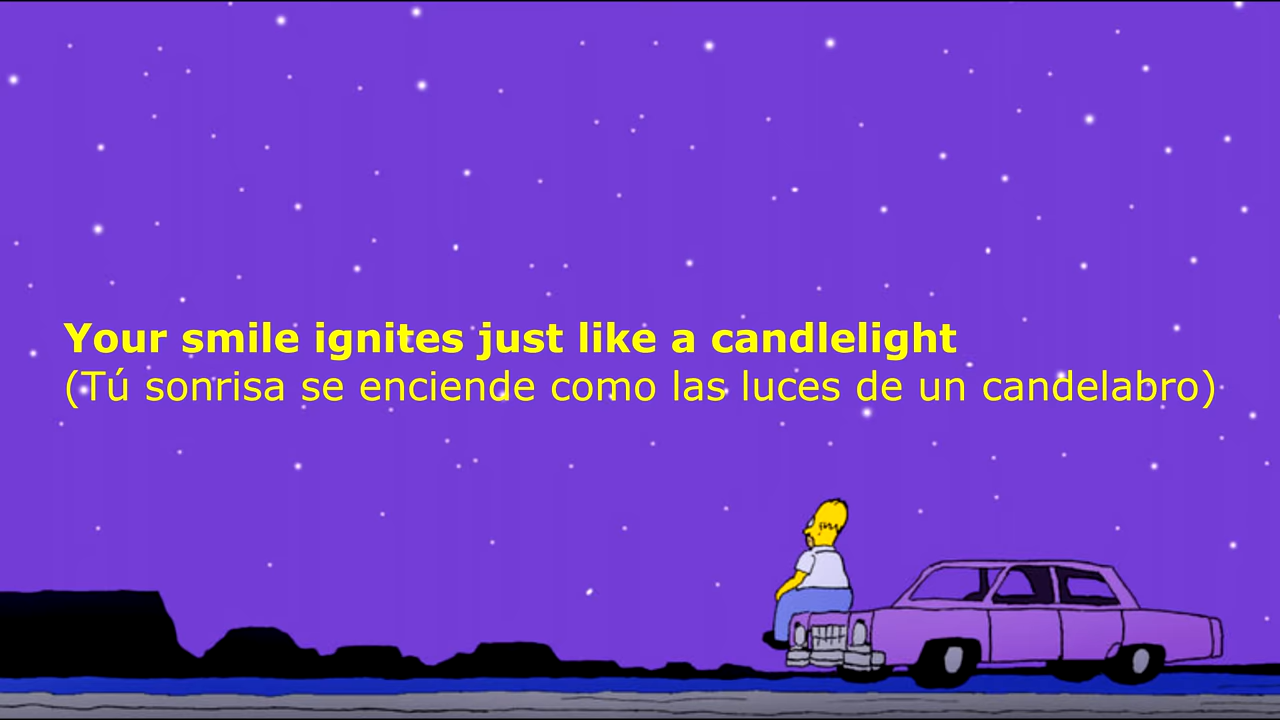 Your smile ignites just like a candlelight
(Tú sonrisa se enciende como las luces de un candelabro)